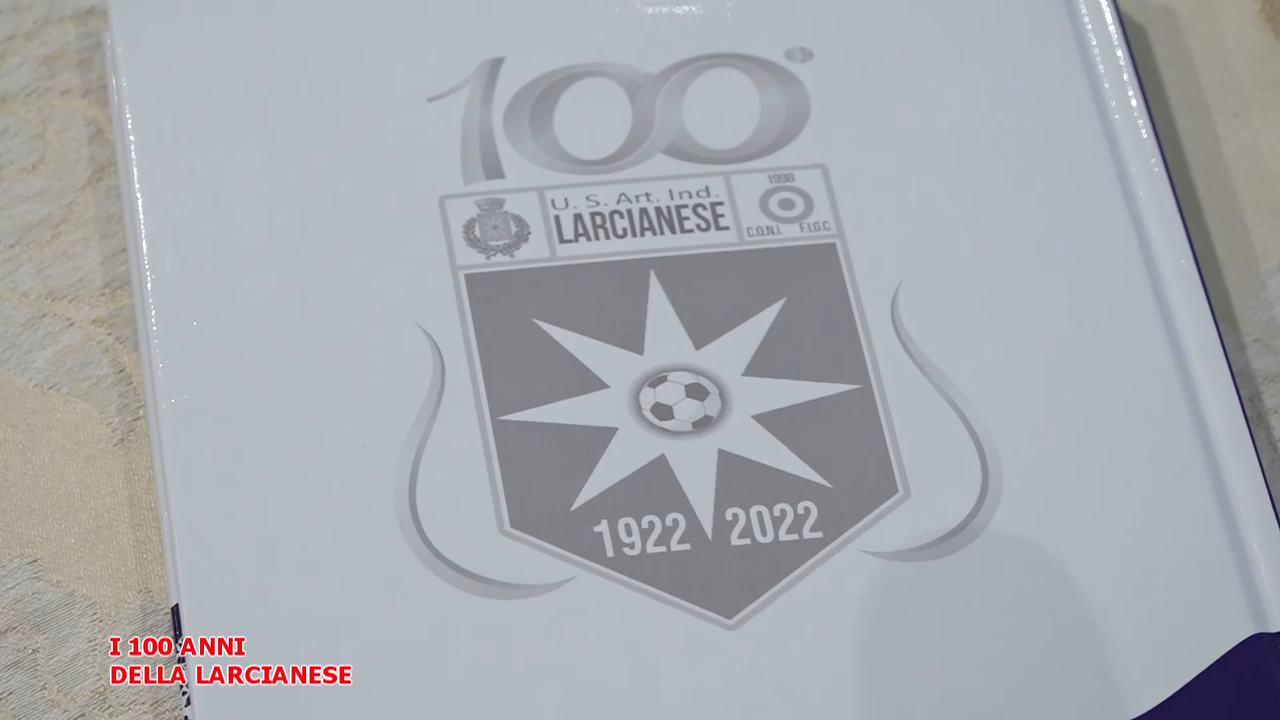 100°
U. S. Art. Ind.
LARCIANESE
1998
C.O.N.I. F.I.G.C.
1922 2022
I 100 ANNI
DELLA LARCIANESE